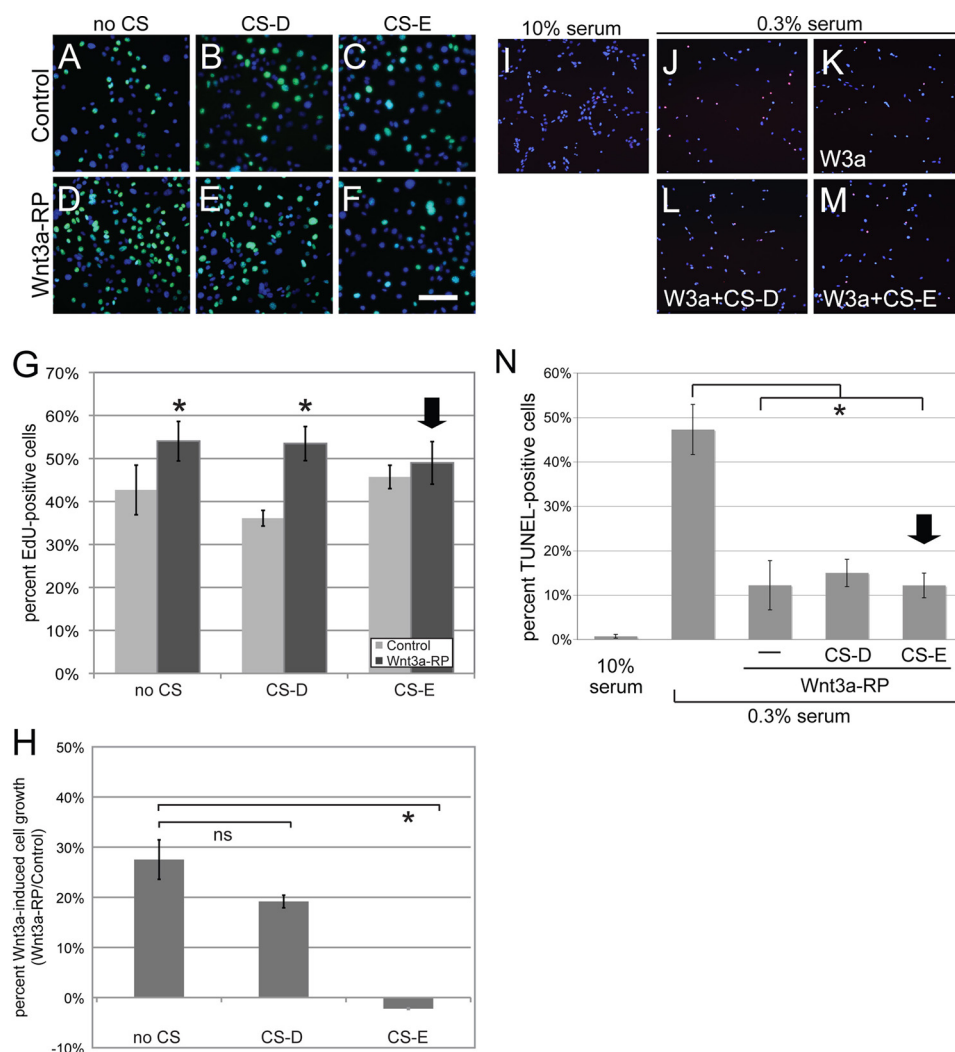 no CS CS-D CS-E
Control
A B C
Wnt3a-RP
D E F
10% serum 0.3% serum
I J K
W3a
L M
W3a+CS-D W3a+CS-E
G
percent EdU-positive cells
70%
60%
50%
40%
30%
20%
10%
0%
*
*
Control
Wnt3a-RP
no CS CS-D CS-E
N
percent TUNEL-positive cells
60%
50%
40%
30%
20%
10%
0%
*
10% serum
— CS-D CS-E
Wnt3a-RP
0.3% serum
H
percent Wnt3a-induced cell growth
(Wnt3a-RP/Control)
50%
40%
30%
20%
10%
0%
-10%
ns
*
no CS CS-D CS-E